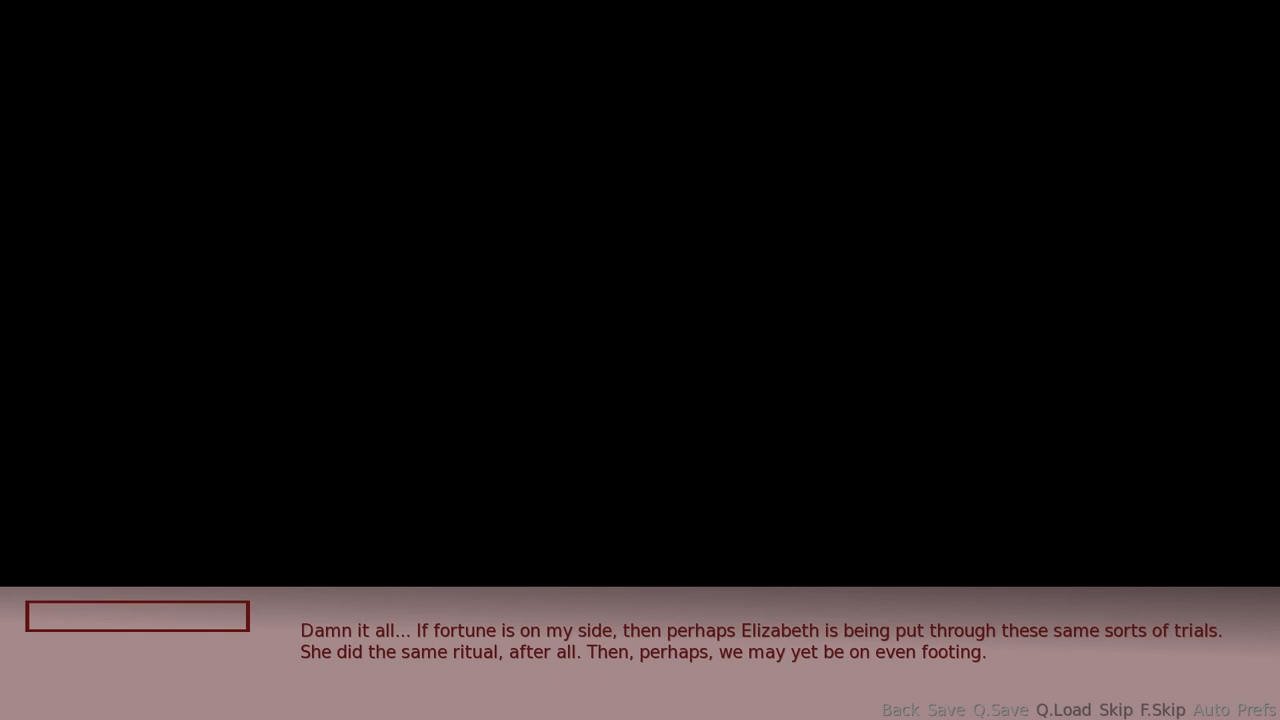 Damn it all... If fortune is on my side, then perhaps Elizabeth is being put through these same sorts of trials.
She did the same ritual, after all. Then, perhaps, we may yet be on even footing.
Back Save Q.Save Q.Load Skip F.Skip Auto Prefs